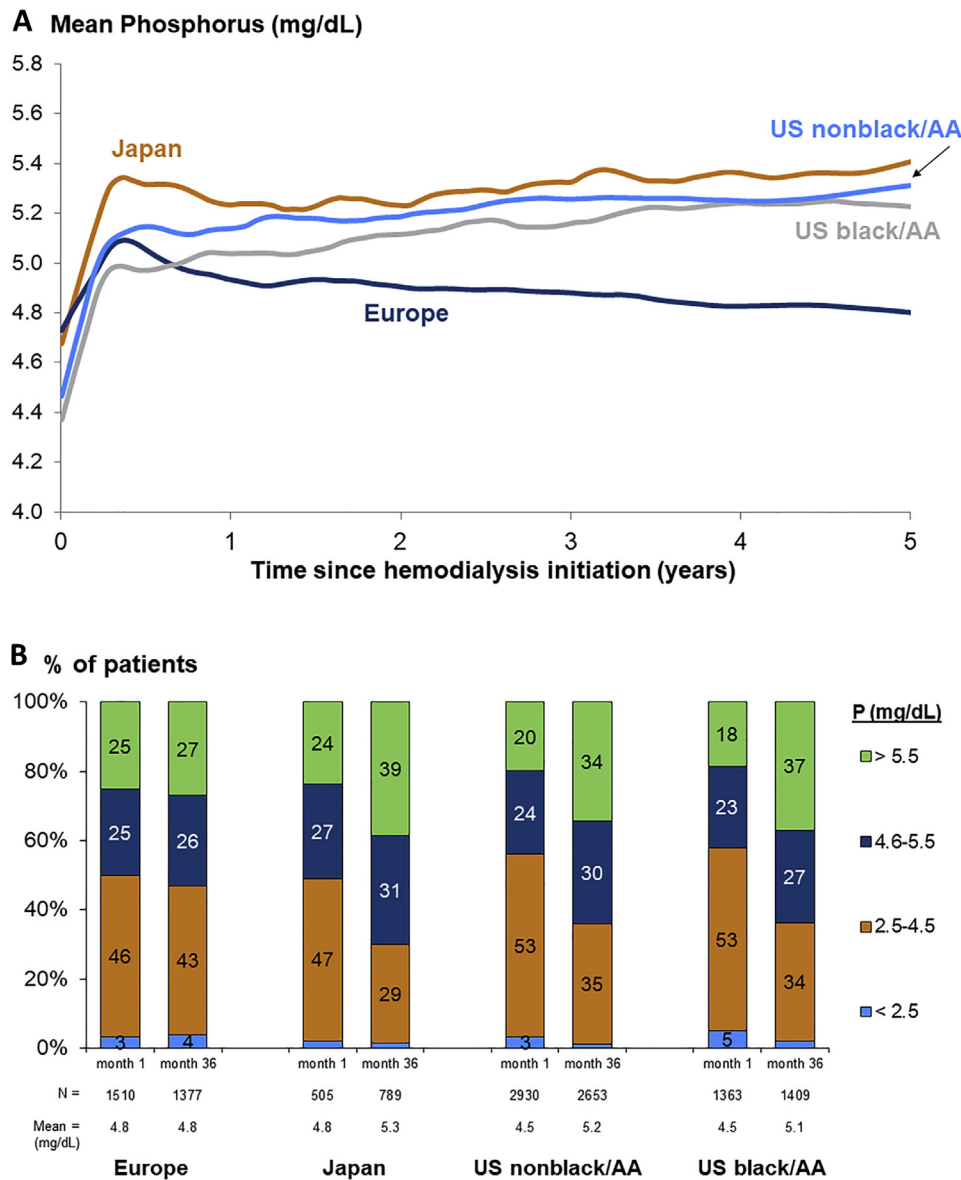 A Mean Phosphorus (mg/dL)
5.8
5.6
5.4
5.2
5.0
4.8
4.6
4.4
4.2
4.0
Japan
US nonblack/AA
US black/AA
Europe
0 1 2 3 4 5
Time since hemodialysis initiation (years)
B % of patients
100%
80%
60%
40%
20%
0%
25 27 24 39 20 34 18 37
25 26 27 31 24 30 23 27
46 43 47 29 53 35 53 34
3 4 3 5
P (mg/dL)
> 5.5
4.6-5.5
2.5-4.5
< 2.5
month 1 month 36 month 1 month 36 month 1 month 36 month 1 month 36
N = 1510 1377 505 789 2930 2653 1363 1409
Mean = 4.8 4.8 4.8 5.3 4.5 5.2 4.5 5.1
(mg/dL)
Europe Japan US nonblack/AA US black/AA